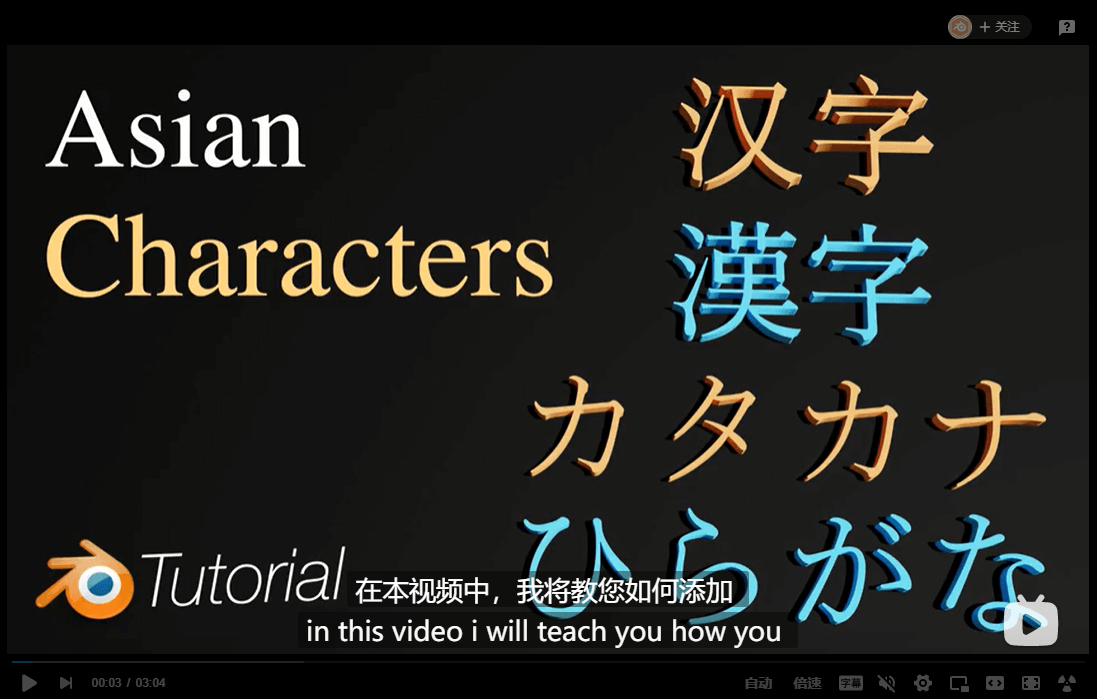 + 关注
?
Asian
Characters
汉字
漢字
カタカナ
ひらがな
Tutorial
在本视频中，我将教您如何添加
in this video i will teach you how you
00:03 / 03:04
自动
倍速
字幕